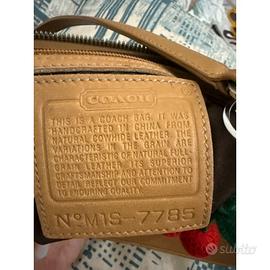 COACH
THIS IS A COACH BAG. IT WAS
HANDCRAFTED IN CHINA FROM
NATURAL COWHIDE LEATHER. THE
VARIATIONS IN THE GRAIN ARE
CHARACTERISTIC OF NATURAL FULL-
GRAIN LEATHER. ITS SUPERIOR
CRAFTSMANSHIP AND ATTENTION TO
DETAIL REFLECT OUR COMMITMENT
TO ENDURING QUALITY.
NºM1S-7785
subito